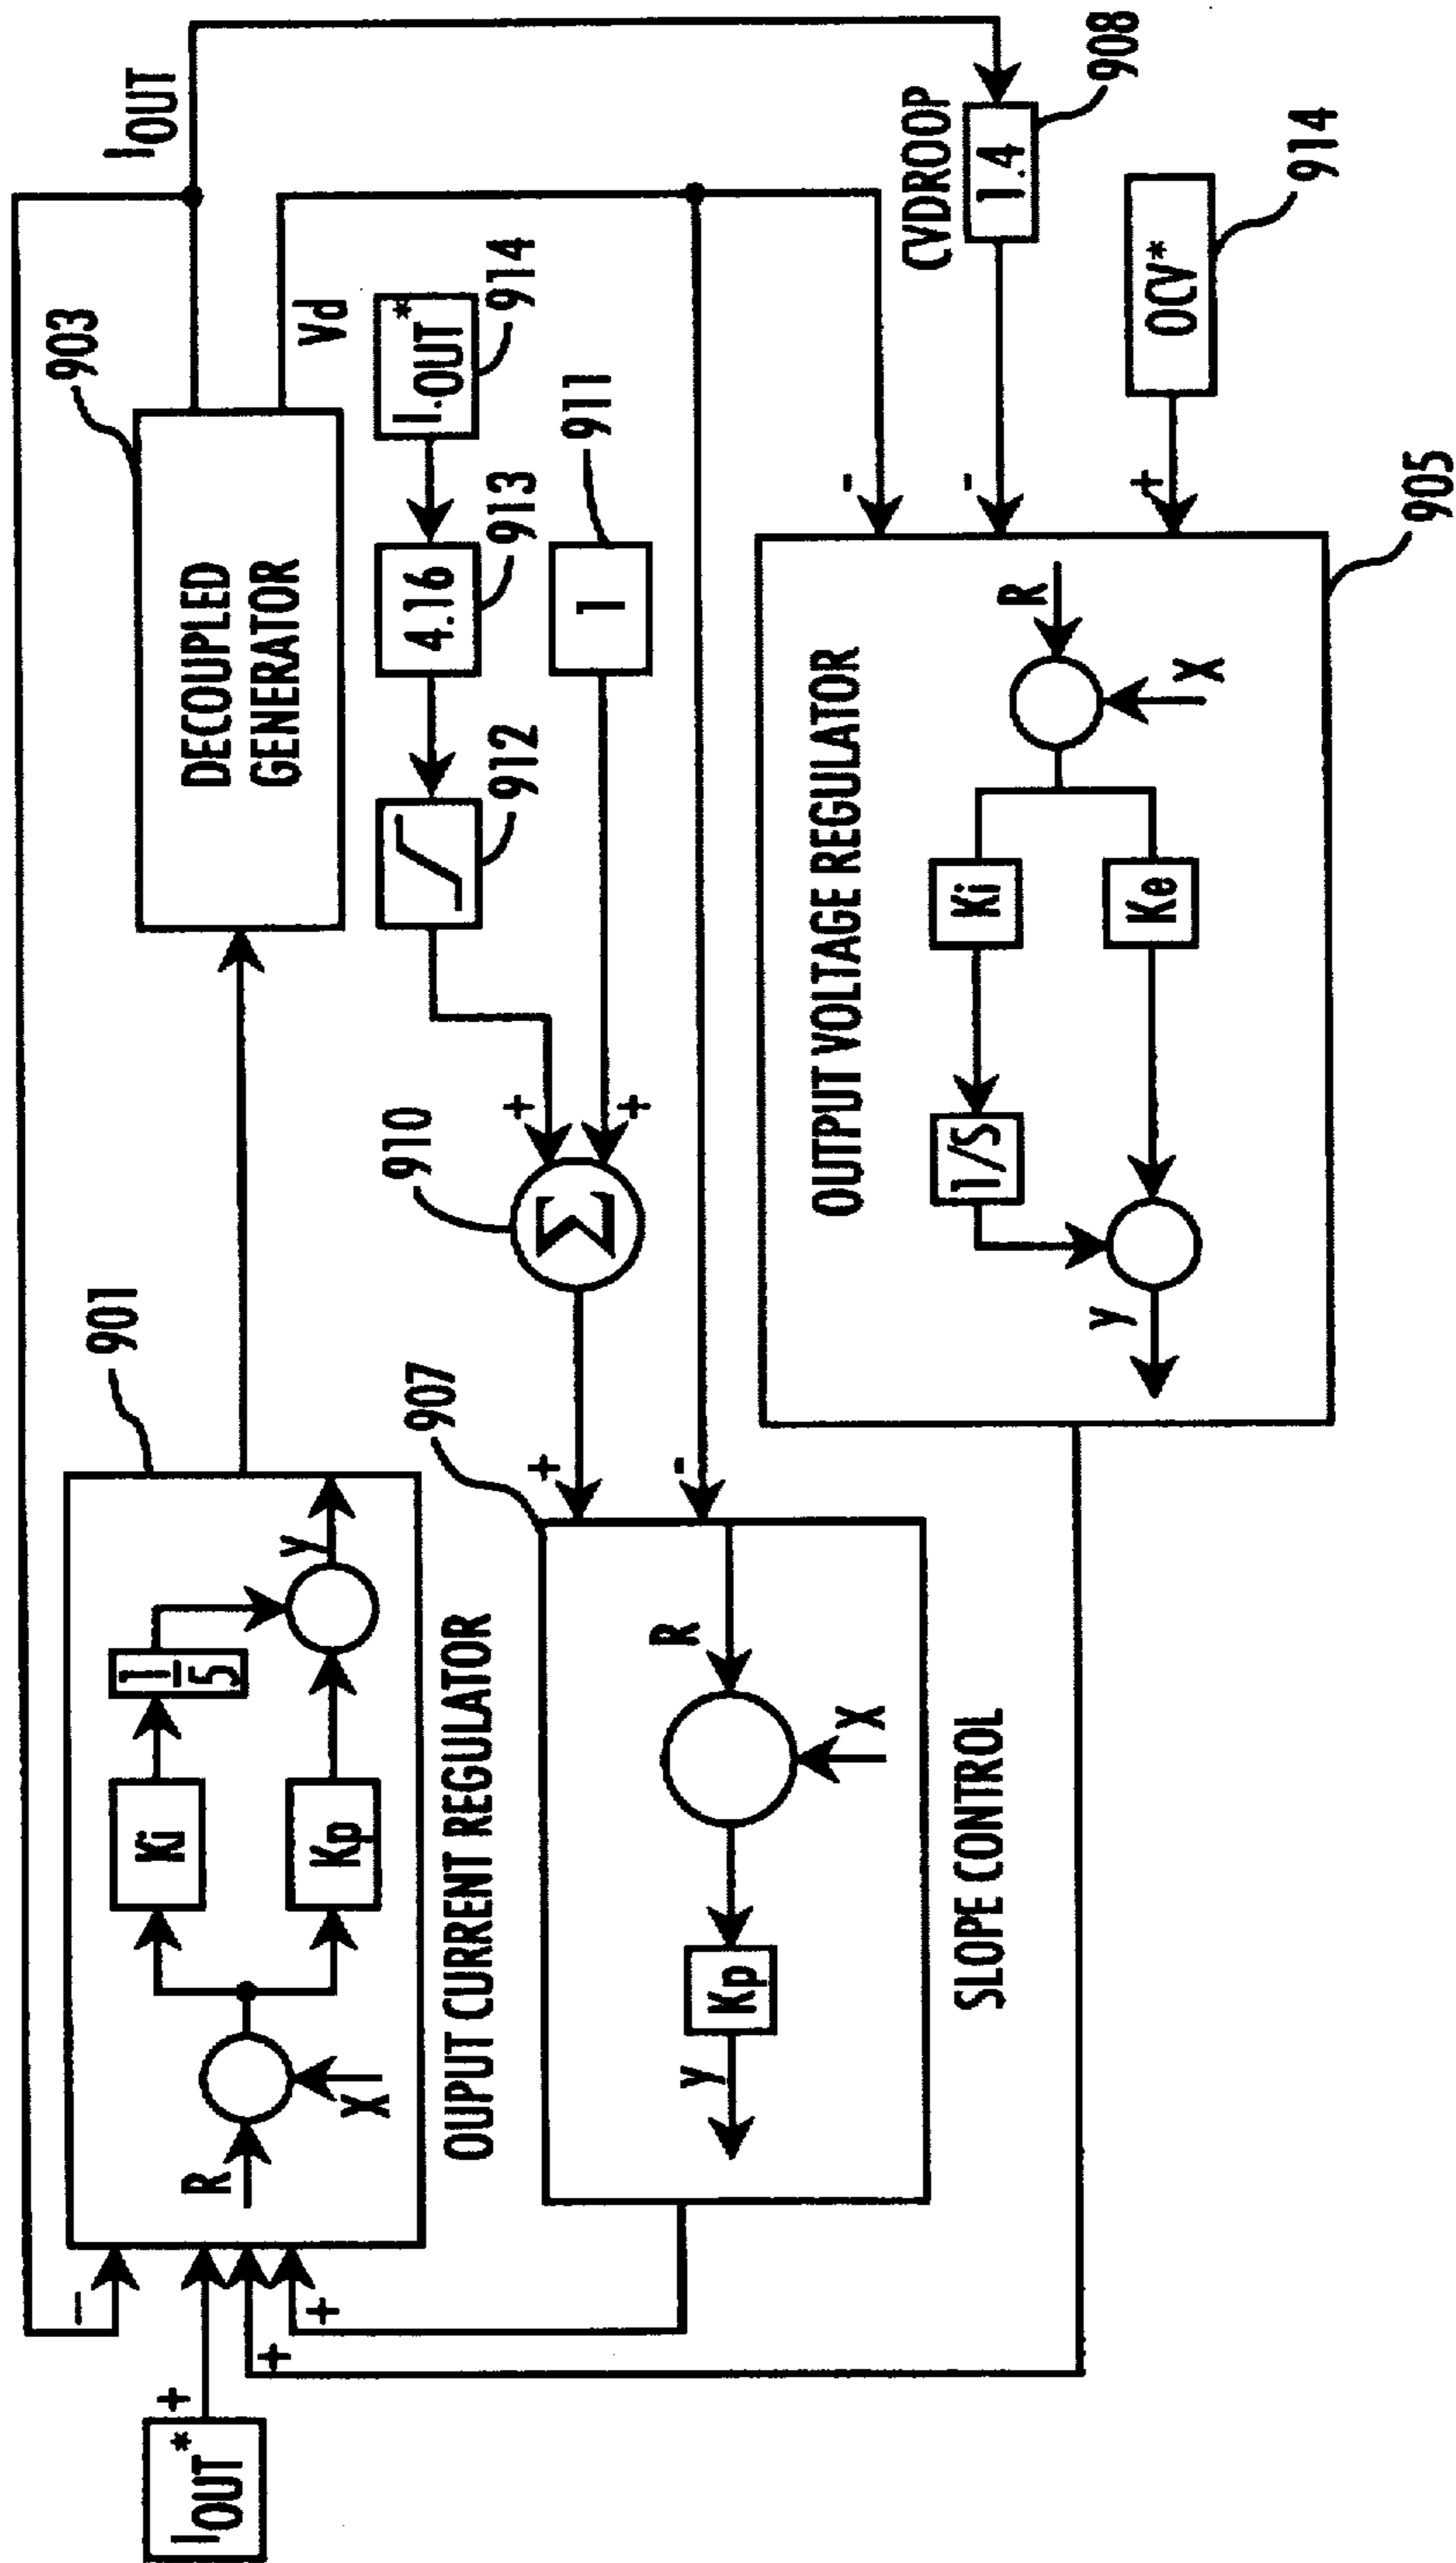 I_OUT*
+
-
+
+
R
X
Ki
Kp
1/5
y
OUPUT CURRENT REGULATOR
901
DECOUPLED
GENERATOR
903
I_OUT
Vd
I.OUT*
914
4.16
913
912
1
911
+
+
Σ
910
+
-
907
R
X
Kp
y
SLOPE CONTROL
OUTPUT VOLTAGE REGULATOR
R
X
Ki
Ke
1/S
y
905
-
-
+
CVDROOP
1.4
908
OCV*
914